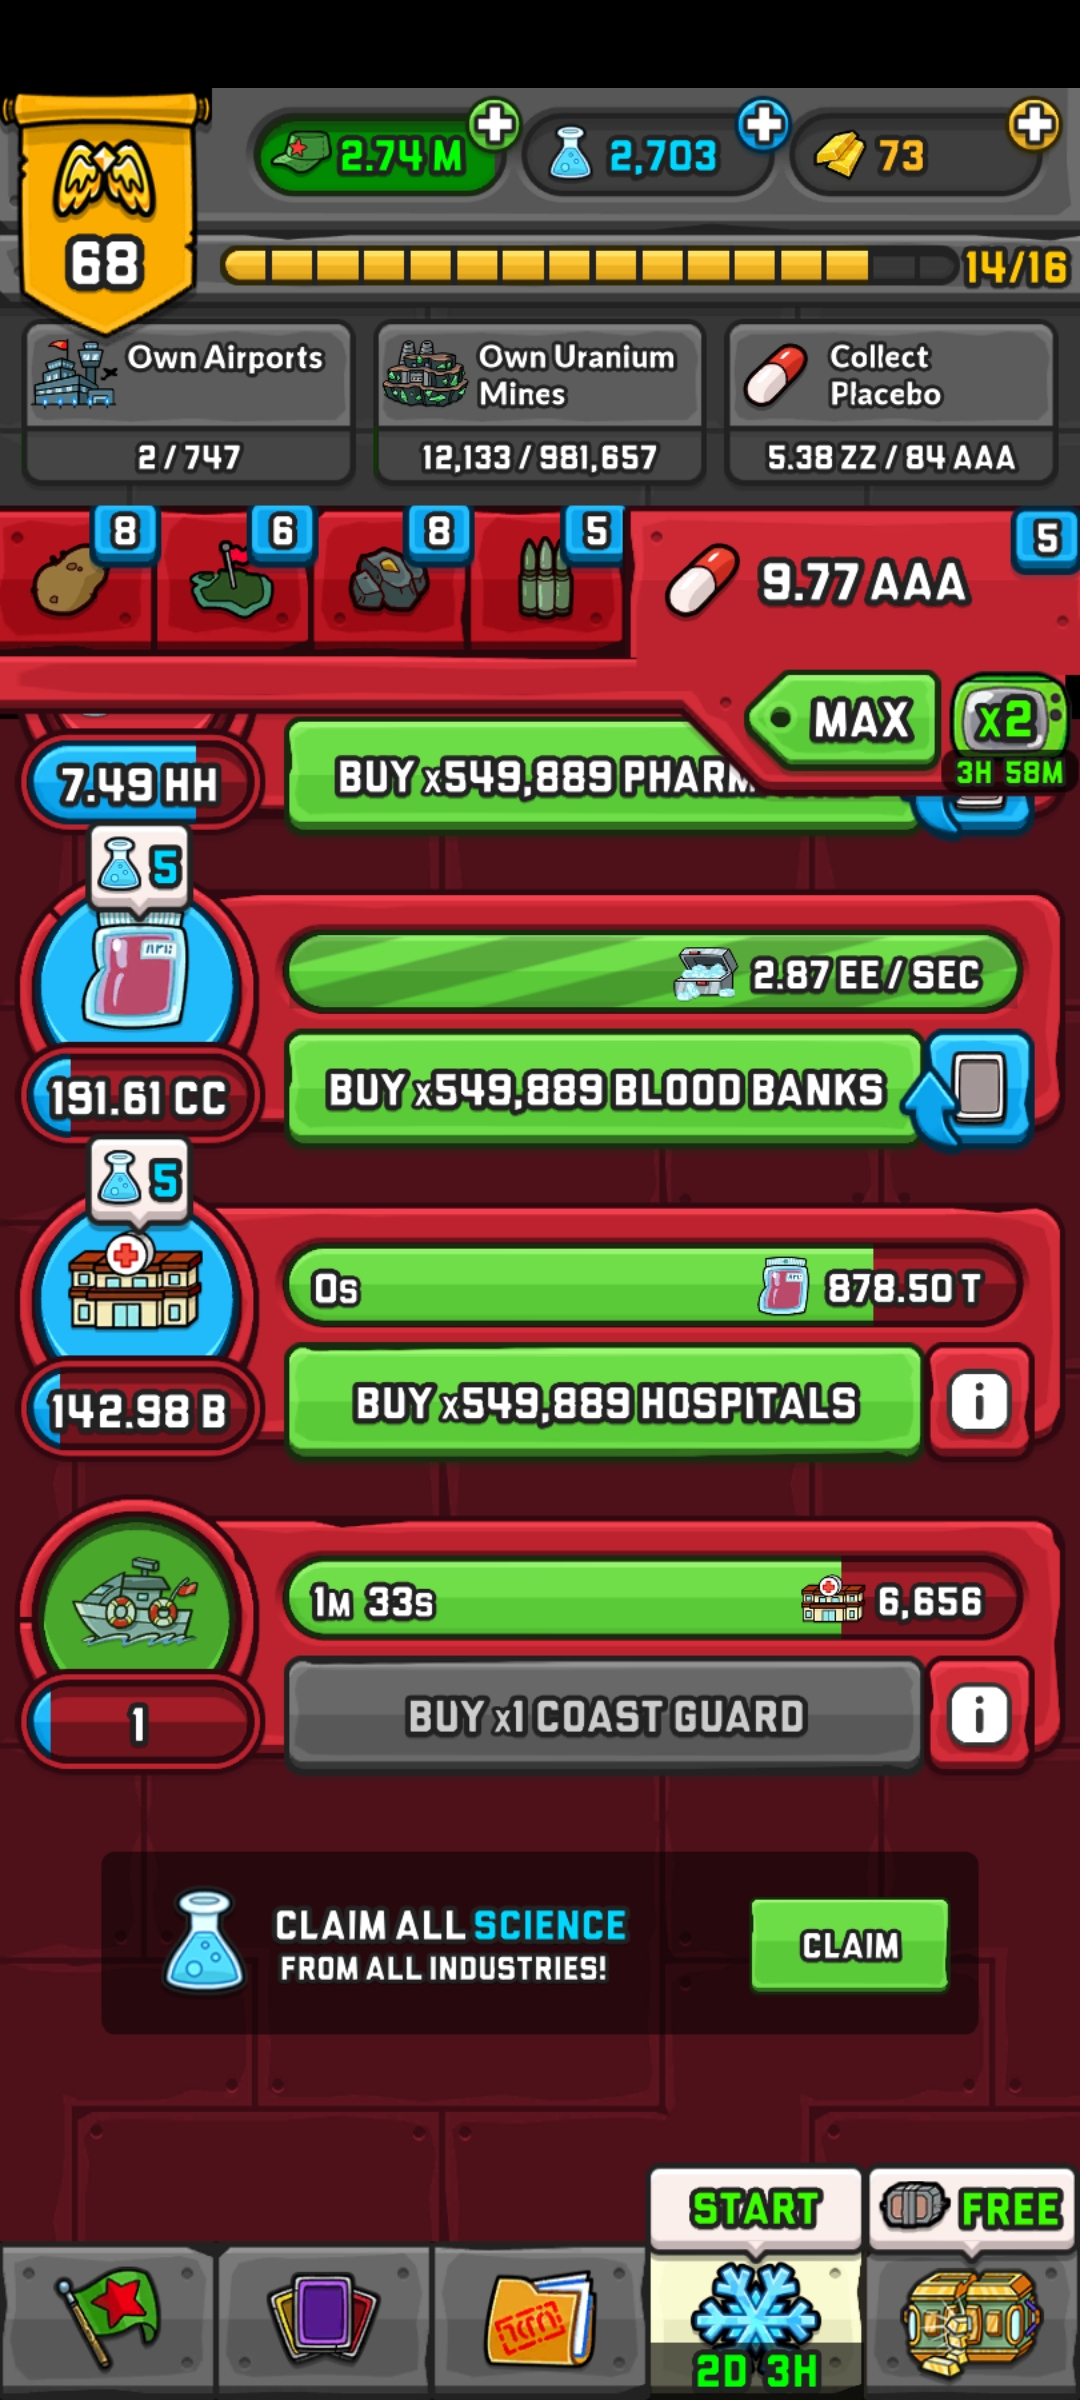 2.74 M
2,703
73
68
14/16
Own Airports
2 / 747
Own Uranium
Mines
12,133 / 981,657
Collect
Placebo
5.38 ZZ / 84 AAA
8
6
8
5
9.77 AAA
5
MAX
x2
3H 58M
7.49 HH
BUY x549,889 PHARM
5
2.87 EE / SEC
191.61 CC
BUY x549,889 BLOOD BANKS
5
0s
878.50 T
142.98 B
BUY x549,889 HOSPITALS
i
1M 33s
6,656
1
BUY x1 COAST GUARD
i
CLAIM ALL SCIENCE
FROM ALL INDUSTRIES!
CLAIM
START
FREE
2D 3H